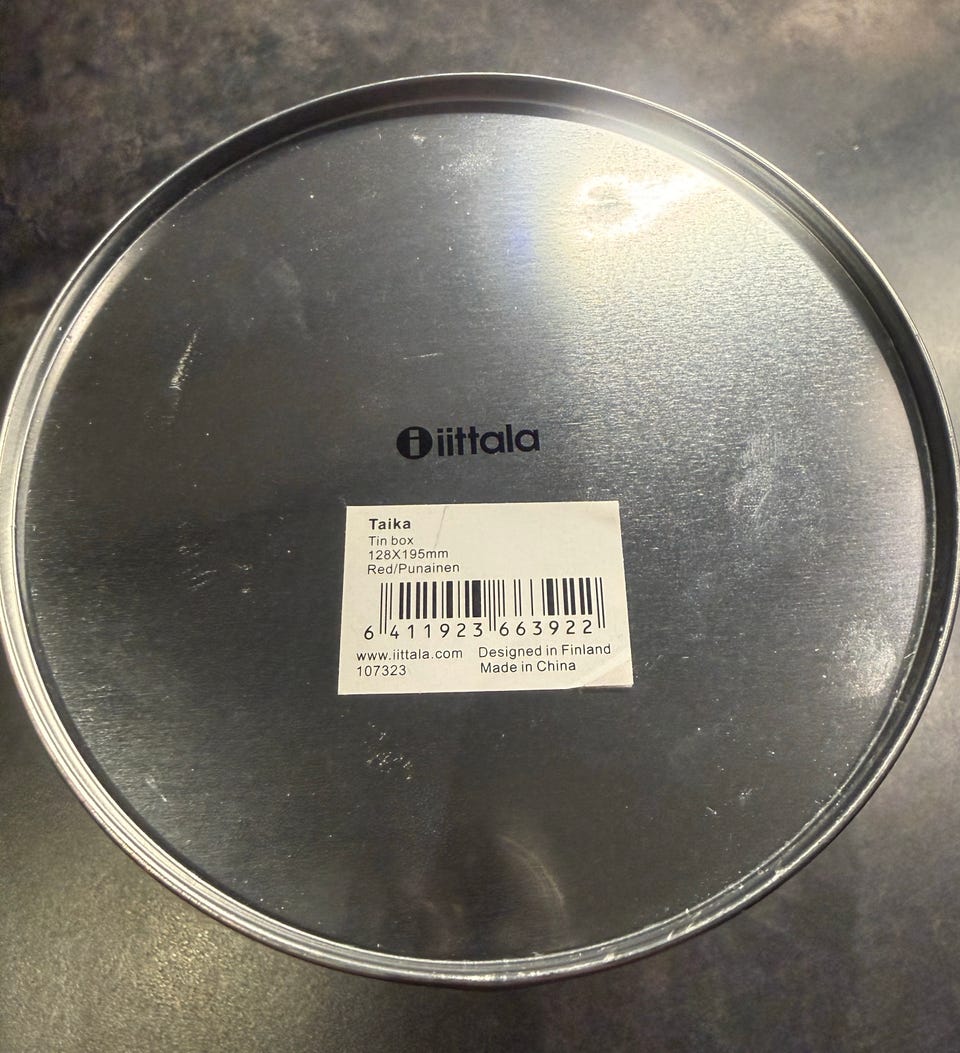 iittala
Taika
Tin box
128X195mm
Red/Punainen
6 411923 663922
www.iittala.com Designed in Finland
107323 Made in China